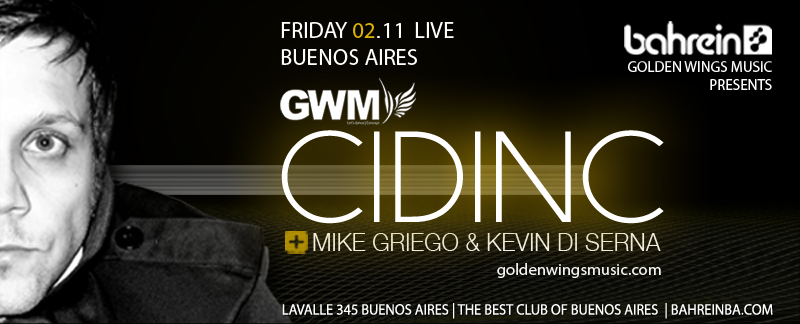 FRIDAY 02.11 LIVE
BUENOS AIRES
bahrein
GOLDEN WINGS MUSIC
PRESENTS
GWM
CIDINC
+ MIKE GRIEGO & KEVIN DI SERNA
goldenwingsmusic.com
LAVALLE 345 BUENOS AIRES | THE BEST CLUB OF BUENOS AIRES | BAHREINBA.COM